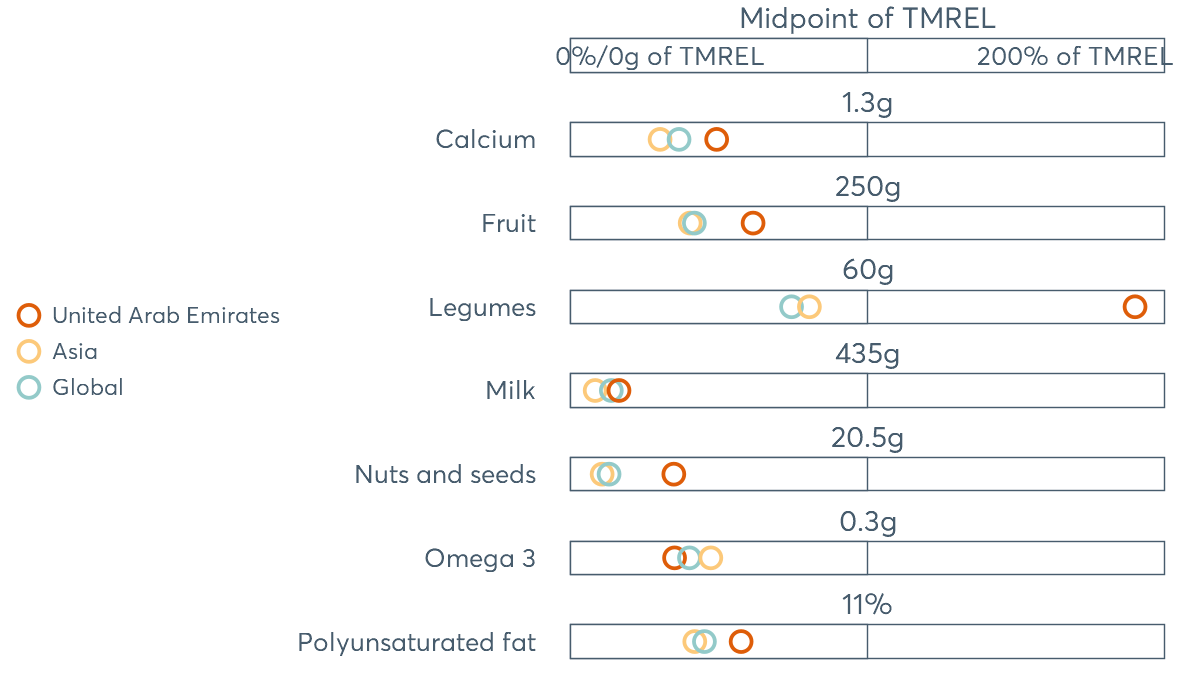 Midpoint of TMREL
0%/0g of TMREL
200% of TMREL
1.3g
Calcium
250g
Fruit
60g
Legumes
435g
Milk
20.5g
Nuts and seeds
0.3g
Omega 3
11%
Polyunsaturated fat
United Arab Emirates
Asia
Global